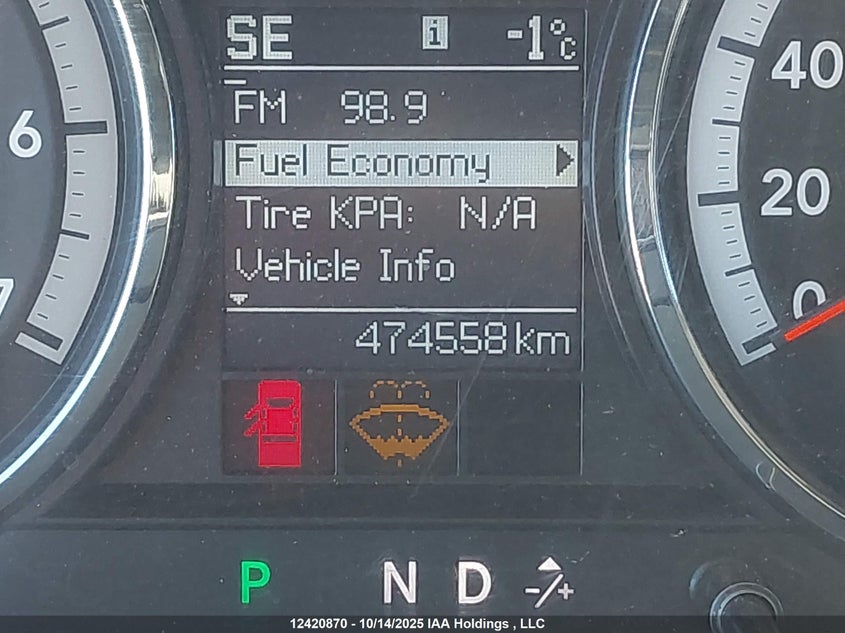 SE i -1°C
FM 98.9
Fuel Economy
Tire KPA: N/A
Vehicle Info
474558 km
6
7
40
20
0
P N D -/+
12420870 - 10/14/2025 IAA Holdings , LLC